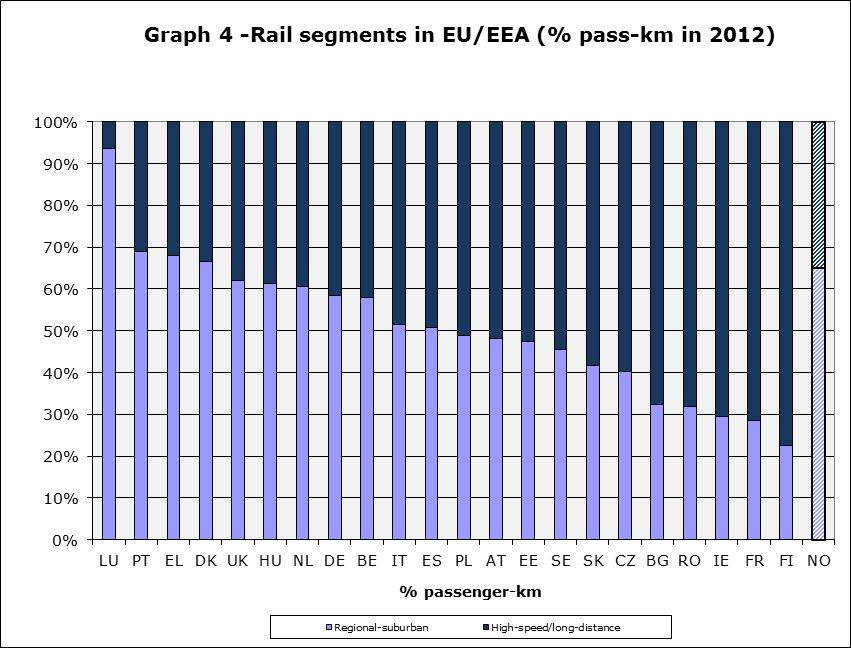 Graph 4 -Rail segments in EU/EEA (% pass-km in 2012)
100%
90%
80%
70%
60%
50%
40%
30%
20%
10%
0%
LU PT EL DK UK HU NL DE BE IT ES PL AT EE SE SK CZ BG RO IE FR FI NO
% passenger-km
Regional-suburban High-speed/long-distance